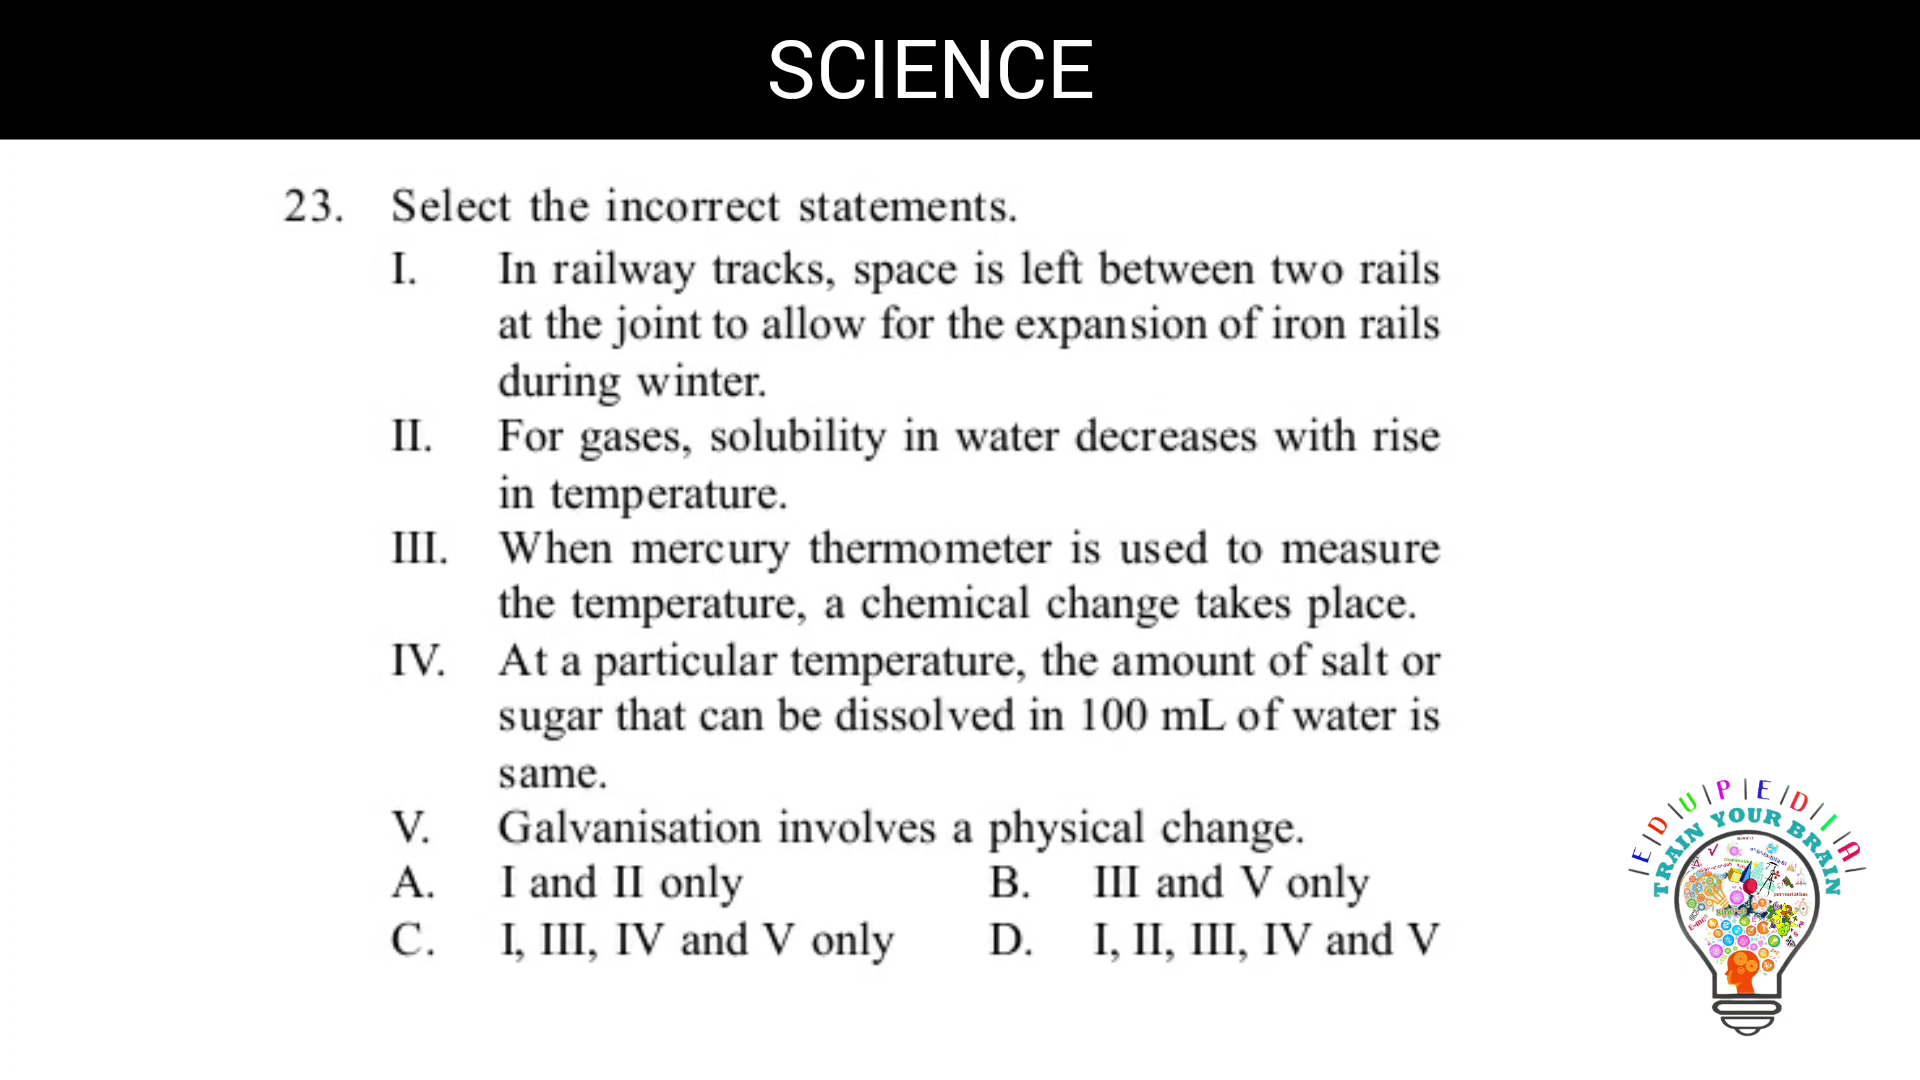 SCIENCE
23. Select the incorrect statements.
I. In railway tracks, space is left between two rails
at the joint to allow for the expansion of iron rails
during winter.
II. For gases, solubility in water decreases with rise
in temperature.
III. When mercury thermometer is used to measure
the temperature, a chemical change takes place.
IV. At a particular temperature, the amount of salt or
sugar that can be dissolved in 100 mL of water is
same.
V. Galvanisation involves a physical change.
A. I and II only B. III and V only
C. I, III, IV and V only D. I, II, III, IV and V
|E|D|U|P|E|D|I|A|
TRAIN YOUR BRAIN